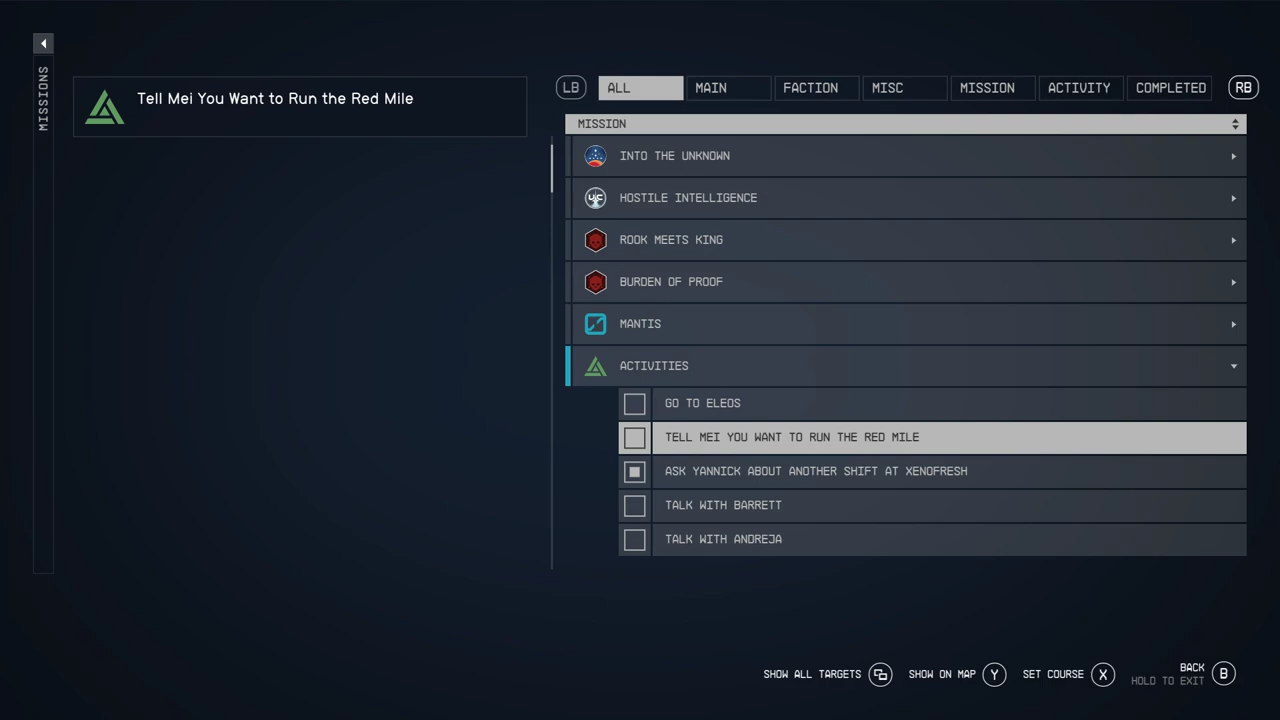 MISSIONS
Tell Mei You Want to Run the Red Mile
LB
ALL
MAIN
FACTION
MISC
MISSION
ACTIVITY
COMPLETED
RB
MISSION
INTO THE UNKNOWN
UC
HOSTILE INTELLIGENCE
ROOK MEETS KING
BURDEN OF PROOF
MANTIS
ACTIVITIES
GO TO ELEOS
TELL MEI YOU WANT TO RUN THE RED MILE
ASK YANNICK ABOUT ANOTHER SHIFT AT XENOFRESH
TALK WITH BARRETT
TALK WITH ANDREJA
SHOW ALL TARGETS
SHOW ON MAP Y
SET COURSE X
BACK B
HOLD TO EXIT